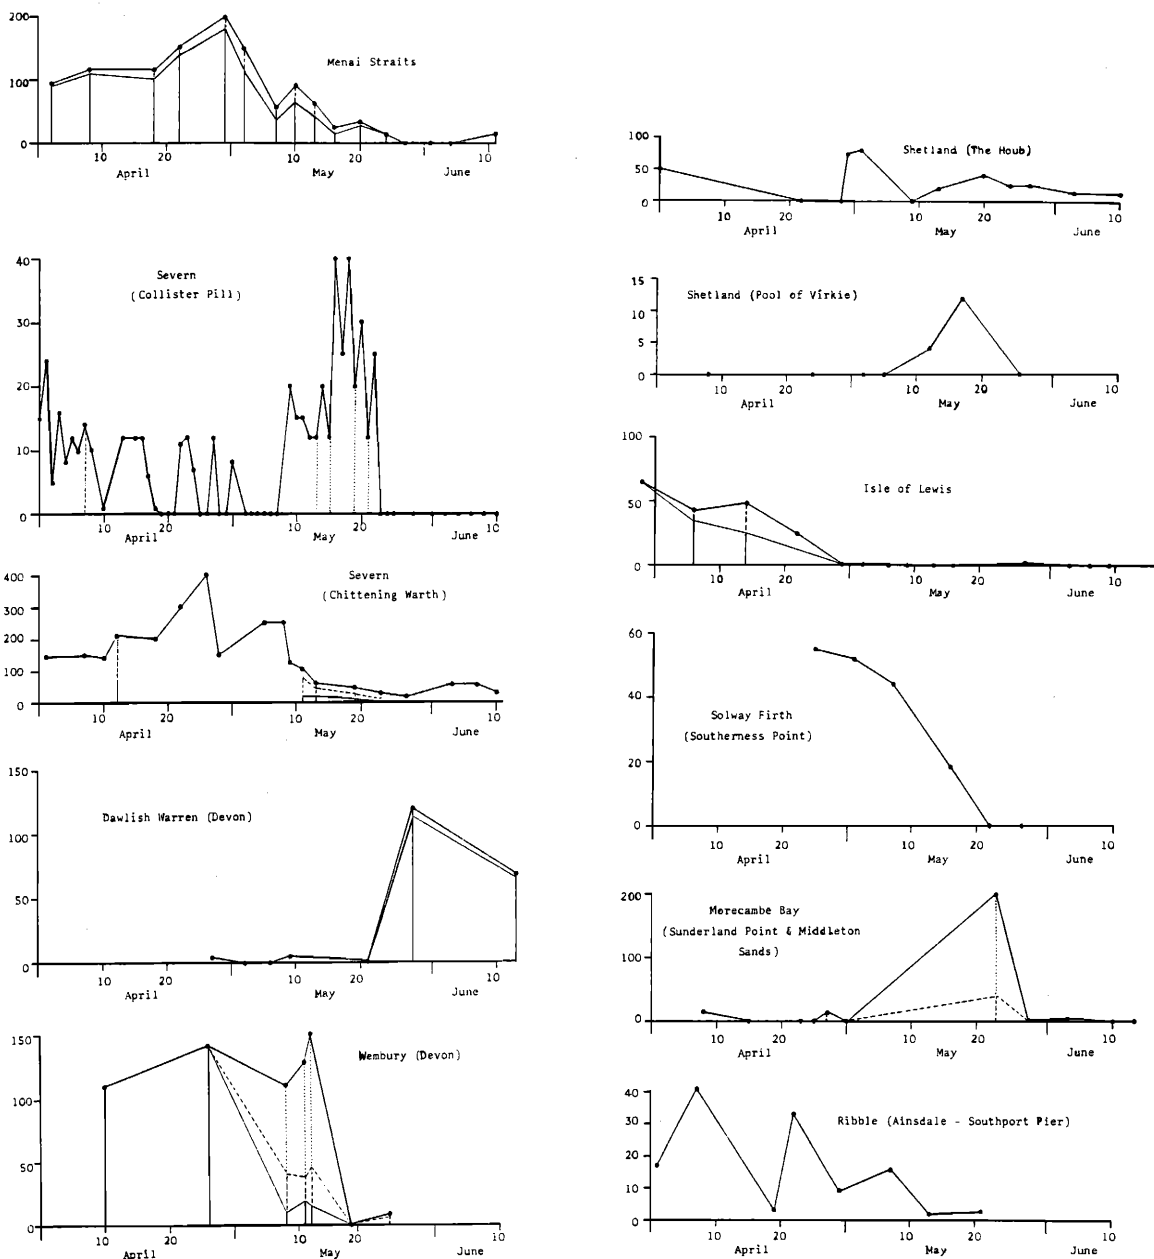 200
100
0
Menai Straits
10 20 10 20 10
April May June
40
30
20
10
0
Severn
(Collister Pill)
10 20 10 20 10
April May June
400
300
200
100
0
Severn
(Chittening Warth)
10 20 10 20 10
April May June
150
100
50
0
Dawlish Warren (Devon)
10 20 10 20 10
April May June
150
100
50
0
Wembury (Devon)
10 20 10 20 10
April May June
100
50
0
Shetland (The Houb)
10 20 10 20 10
April May June
15
10
5
0
Shetland (Pool of Virkie)
10 20 10 20 10
April May June
100
50
0
Isle of Lewis
10 20 10 20 10
April May June
60
40
20
0
Solway Firth
(Southerness Point)
10 20 10 20 10
April May June
200
100
0
Morecambe Bay
(Sunderland Point & Middleton
Sands)
10 20 10 20 10
April May June
40
30
20
10
0
Ribble (Ainsdale - Southport Pier)
10 20 10 20 10
April May June